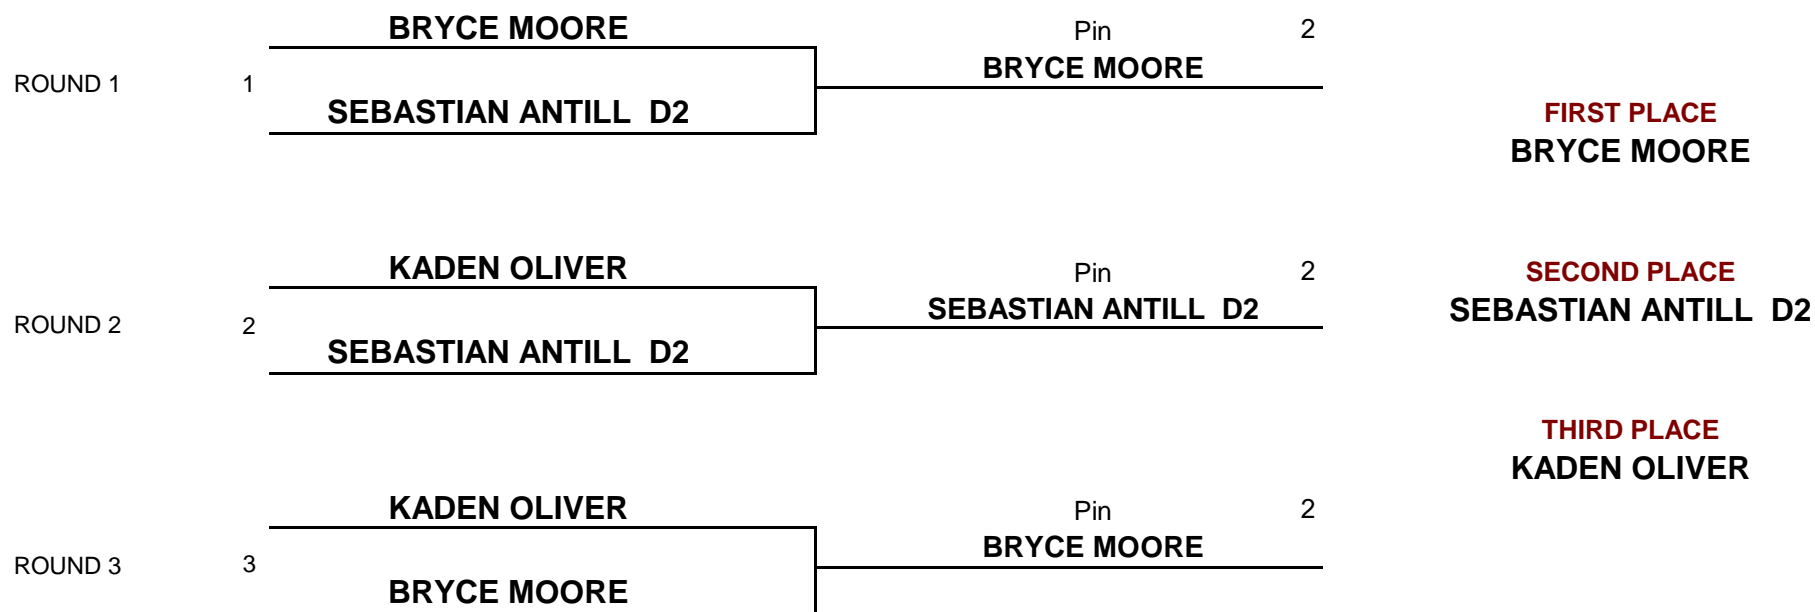 BRYCE MOORE
Pin 2
ROUND 1 1
BRYCE MOORE
SEBASTIAN ANTILL D2
FIRST PLACE
BRYCE MOORE
KADEN OLIVER
Pin 2
SECOND PLACE
ROUND 2 2
SEBASTIAN ANTILL D2
SEBASTIAN ANTILL D2
SEBASTIAN ANTILL D2
THIRD PLACE
KADEN OLIVER
KADEN OLIVER
Pin 2
ROUND 3 3
BRYCE MOORE
BRYCE MOORE